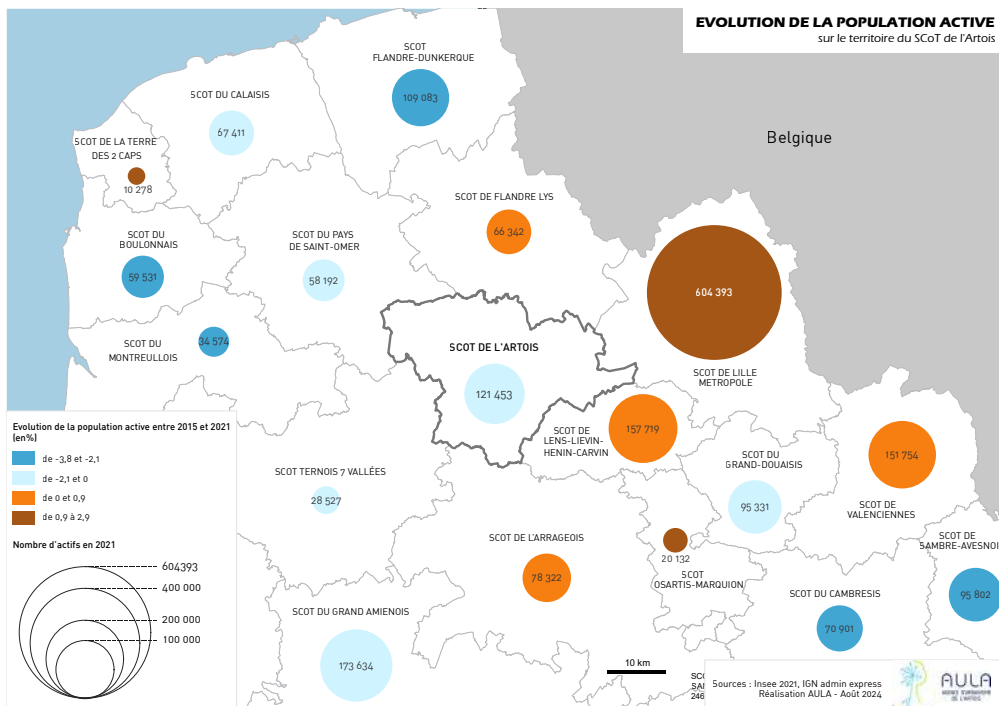 EVOLUTION DE LA POPULATION ACTIVE
sur le territoire du SCoT de l'Artois
SCOT
FLANDRE-DUNKERQUE
109 083
SCOT DU CALAISIS
67 411
SCOT DE LA TERRE
DES 2 CAPS
10 278
Belgique
SCOT DE FLANDRE LYS
66 342
SCOT DU
BOULONNAIS
59 531
SCOT DU PAYS
DE SAINT-OMER
58 192
604 393
SCOT DE LILLE
METROPOLE
SCOT DU
MONTREULLOIS
34 574
SCOT DE L'ARTOIS
121 453
SCOT DE
LENS-LIEVIN-
HENIN-CARVIN
157 719
SCOT DU
GRAND-DOUAISIS
95 331
151 754
SCOT DE
VALENCIENNES
SCOT TERNOIS 7 VALLÉES
28 527
SCOT DE L'ARRAGEOIS
78 322
20 132
SCOT
OSARTIS-MARQUION
SCOT DE
SAMBRE-AVESNOI
95 802
SCOT DU CAMBRESIS
70 901
SCOT DU GRAND AMIENOIS
173 634
Evolution de la population active entre 2015 et 2021
(en%)
de -3,8 et -2,1
de -2,1 et 0
de 0 et 0,9
de 0,9 à 2,9
Nombre d'actifs en 2021
604393
400 000
200 000
100 000
10 km
SC
SAI
246
Sources : Insee 2021, IGN admin express
Réalisation AULA - Août 2024
AULA
AGENCE D'URBANISME
DE L'ARTOIS